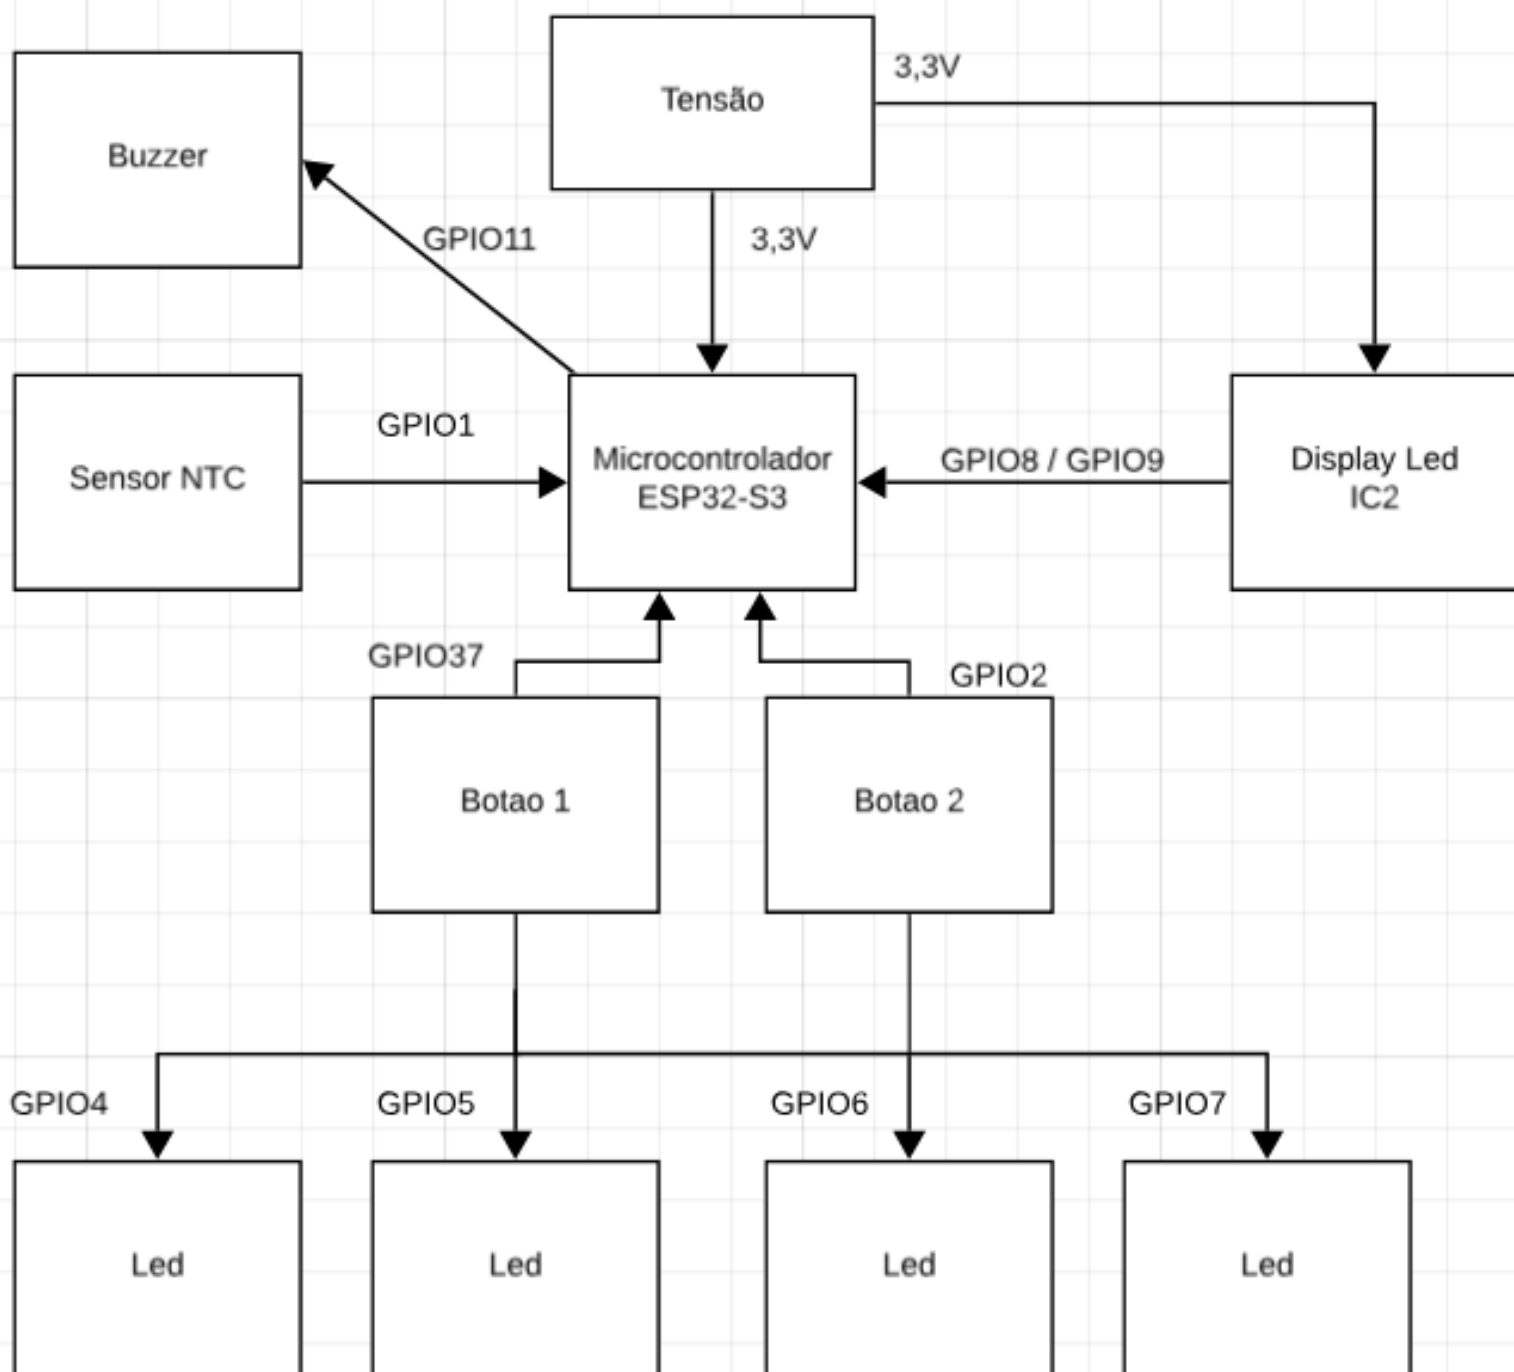 3,3V
Tensão
Buzzer
GPIO11
3,3V
GPIO1
Sensor NTC
Microcontrolador
ESP32-S3
GPIO8 / GPIO9
Display Led
IC2
GPIO37
GPIO2
Botao 1
Botao 2
GPIO4
GPIO5
GPIO6
GPIO7
Led
Led
Led
Led